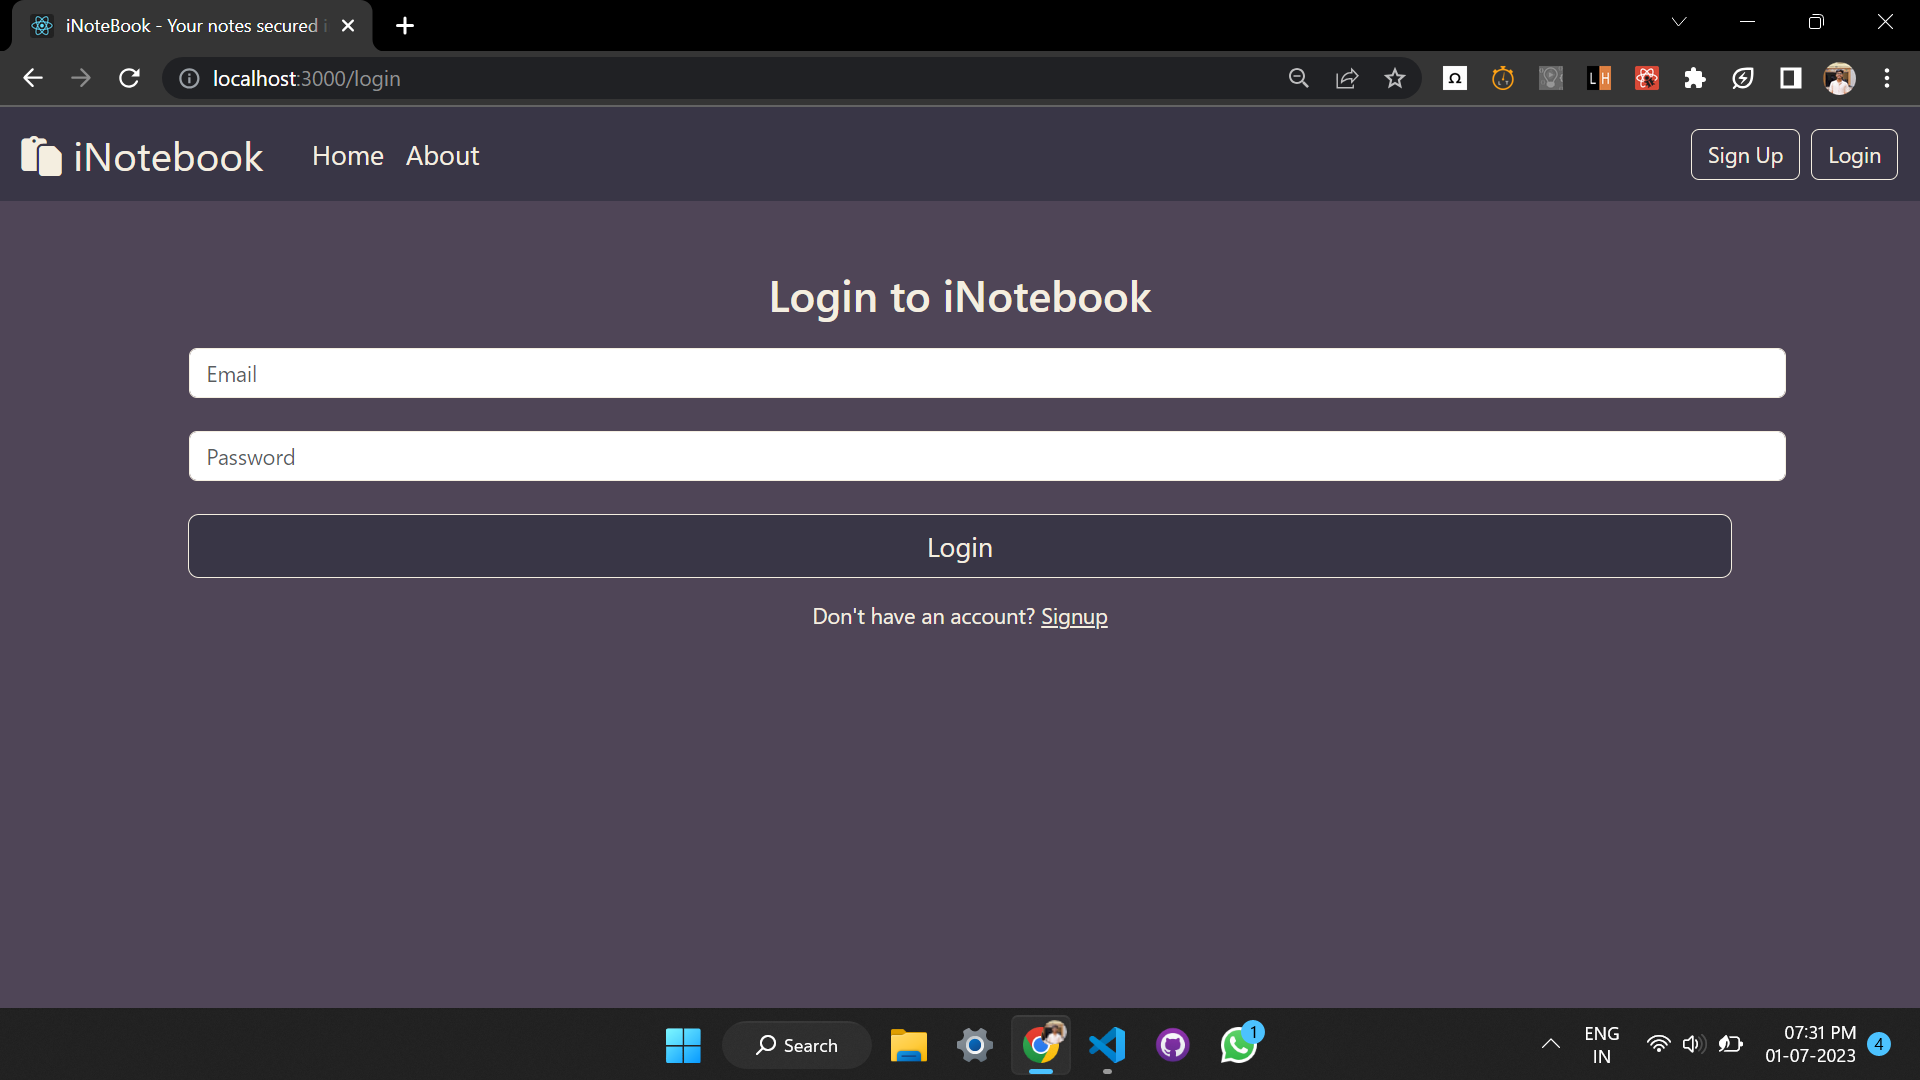 iNoteBook - Your notes secured i
localhost:3000/login
iNotebook
Home
About
Sign Up
Login
Login to iNotebook
Email
Password
Login
Don't have an account? Signup
Search
1
ENG
IN
07:31 PM
01-07-2023
4
Ω
L H